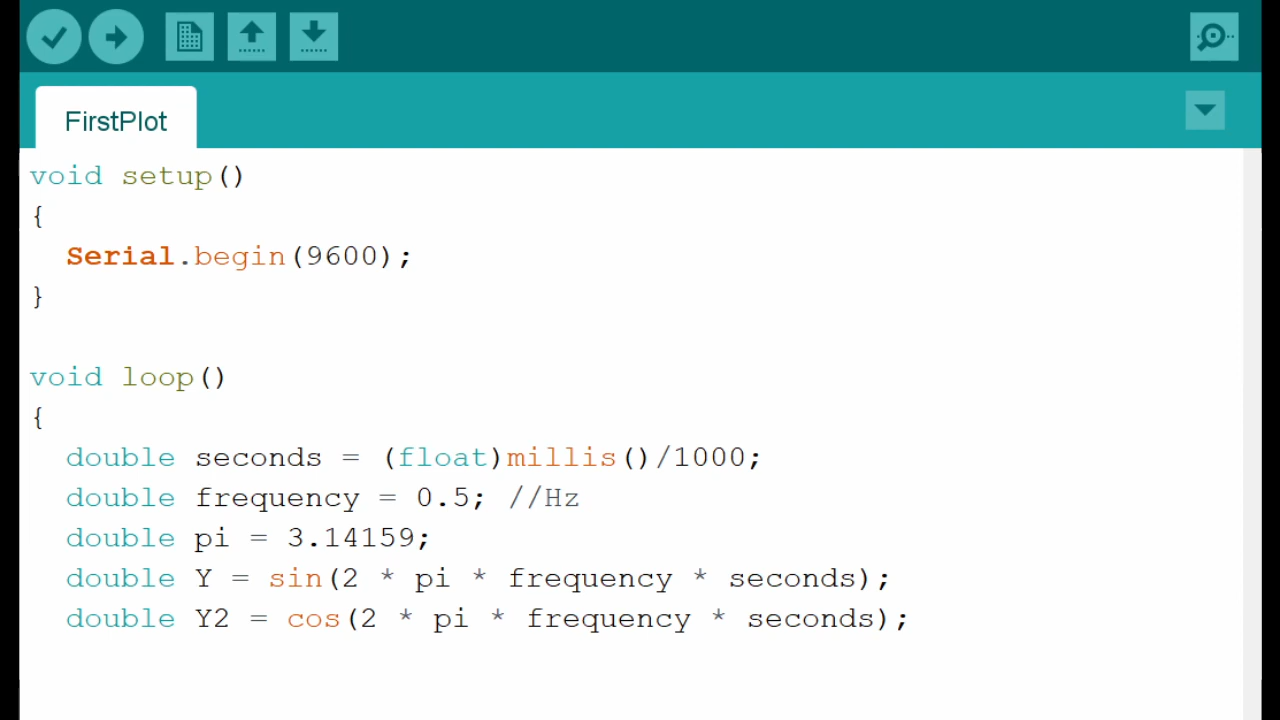 FirstPlot
void setup()
{
  Serial.begin(9600);
}

void loop()
{
  double seconds = (float)millis()/1000;
  double frequency = 0.5; //Hz
  double pi = 3.14159;
  double Y = sin(2 * pi * frequency * seconds);
  double Y2 = cos(2 * pi * frequency * seconds);